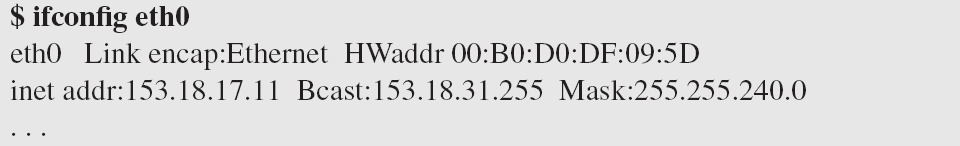 $ ifconfig eth0
eth0 Link encap:Ethernet HWaddr 00:B0:D0:DF:09:5D
inet addr:153.18.17.11 Bcast:153.18.31.255 Mask:255.255.240.0
. . .